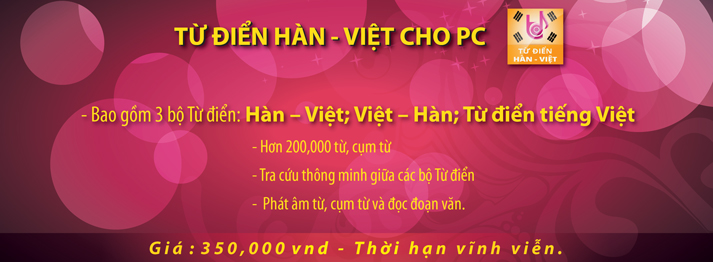 TỪ ĐIỂN HÀN - VIỆT CHO PC
TỪ ĐIỂN
HÀN - VIỆT
- Bao gồm 3 bộ Từ điển: Hàn – Việt; Việt – Hàn; Từ điển tiếng Việt
- Hơn 200,000 từ, cụm từ
- Tra cứu thông minh giữa các bộ Từ điển
- Phát âm từ, cụm từ và đọc đoạn văn.
Giá : 350,000 vnd - Thời hạn vĩnh viễn.